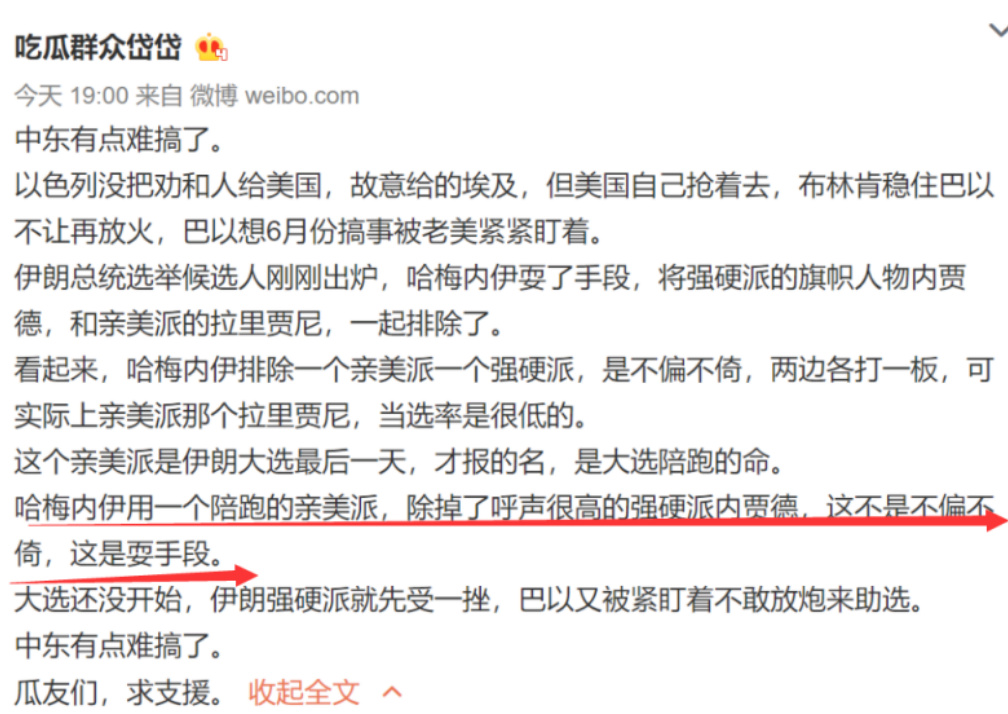 吃瓜群众岱岱
今天 19:00 来自 微博 weibo.com
中东有点难搞了。
以色列没把劝和人给美国，故意给的埃及，但美国自己抢着去，布林肯稳住巴以
不让再放火，巴以想6月份搞事被老美紧紧盯着。
伊朗总统选举候选人刚刚出炉，哈梅内伊耍了手段，将强硬派的旗帜人物内贾
德，和亲美派的拉里贾尼，一起排除了。
看起来，哈梅内伊排除一个亲美派一个强硬派，是不偏不倚，两边各打一板，可
实际上亲美派那个拉里贾尼，当选率是很低的。
这个亲美派是伊朗大选最后一天，才报的名，是大选陪跑的命。
哈梅内伊用一个陪跑的亲美派，除掉了呼声很高的强硬派内贾德，这不是不偏不
倚，这是耍手段。
大选还没开始，伊朗强硬派就先受一挫，巴以又被紧盯着不敢放炮来助选。
中东有点难搞了。
瓜友们，求支援。 收起全文